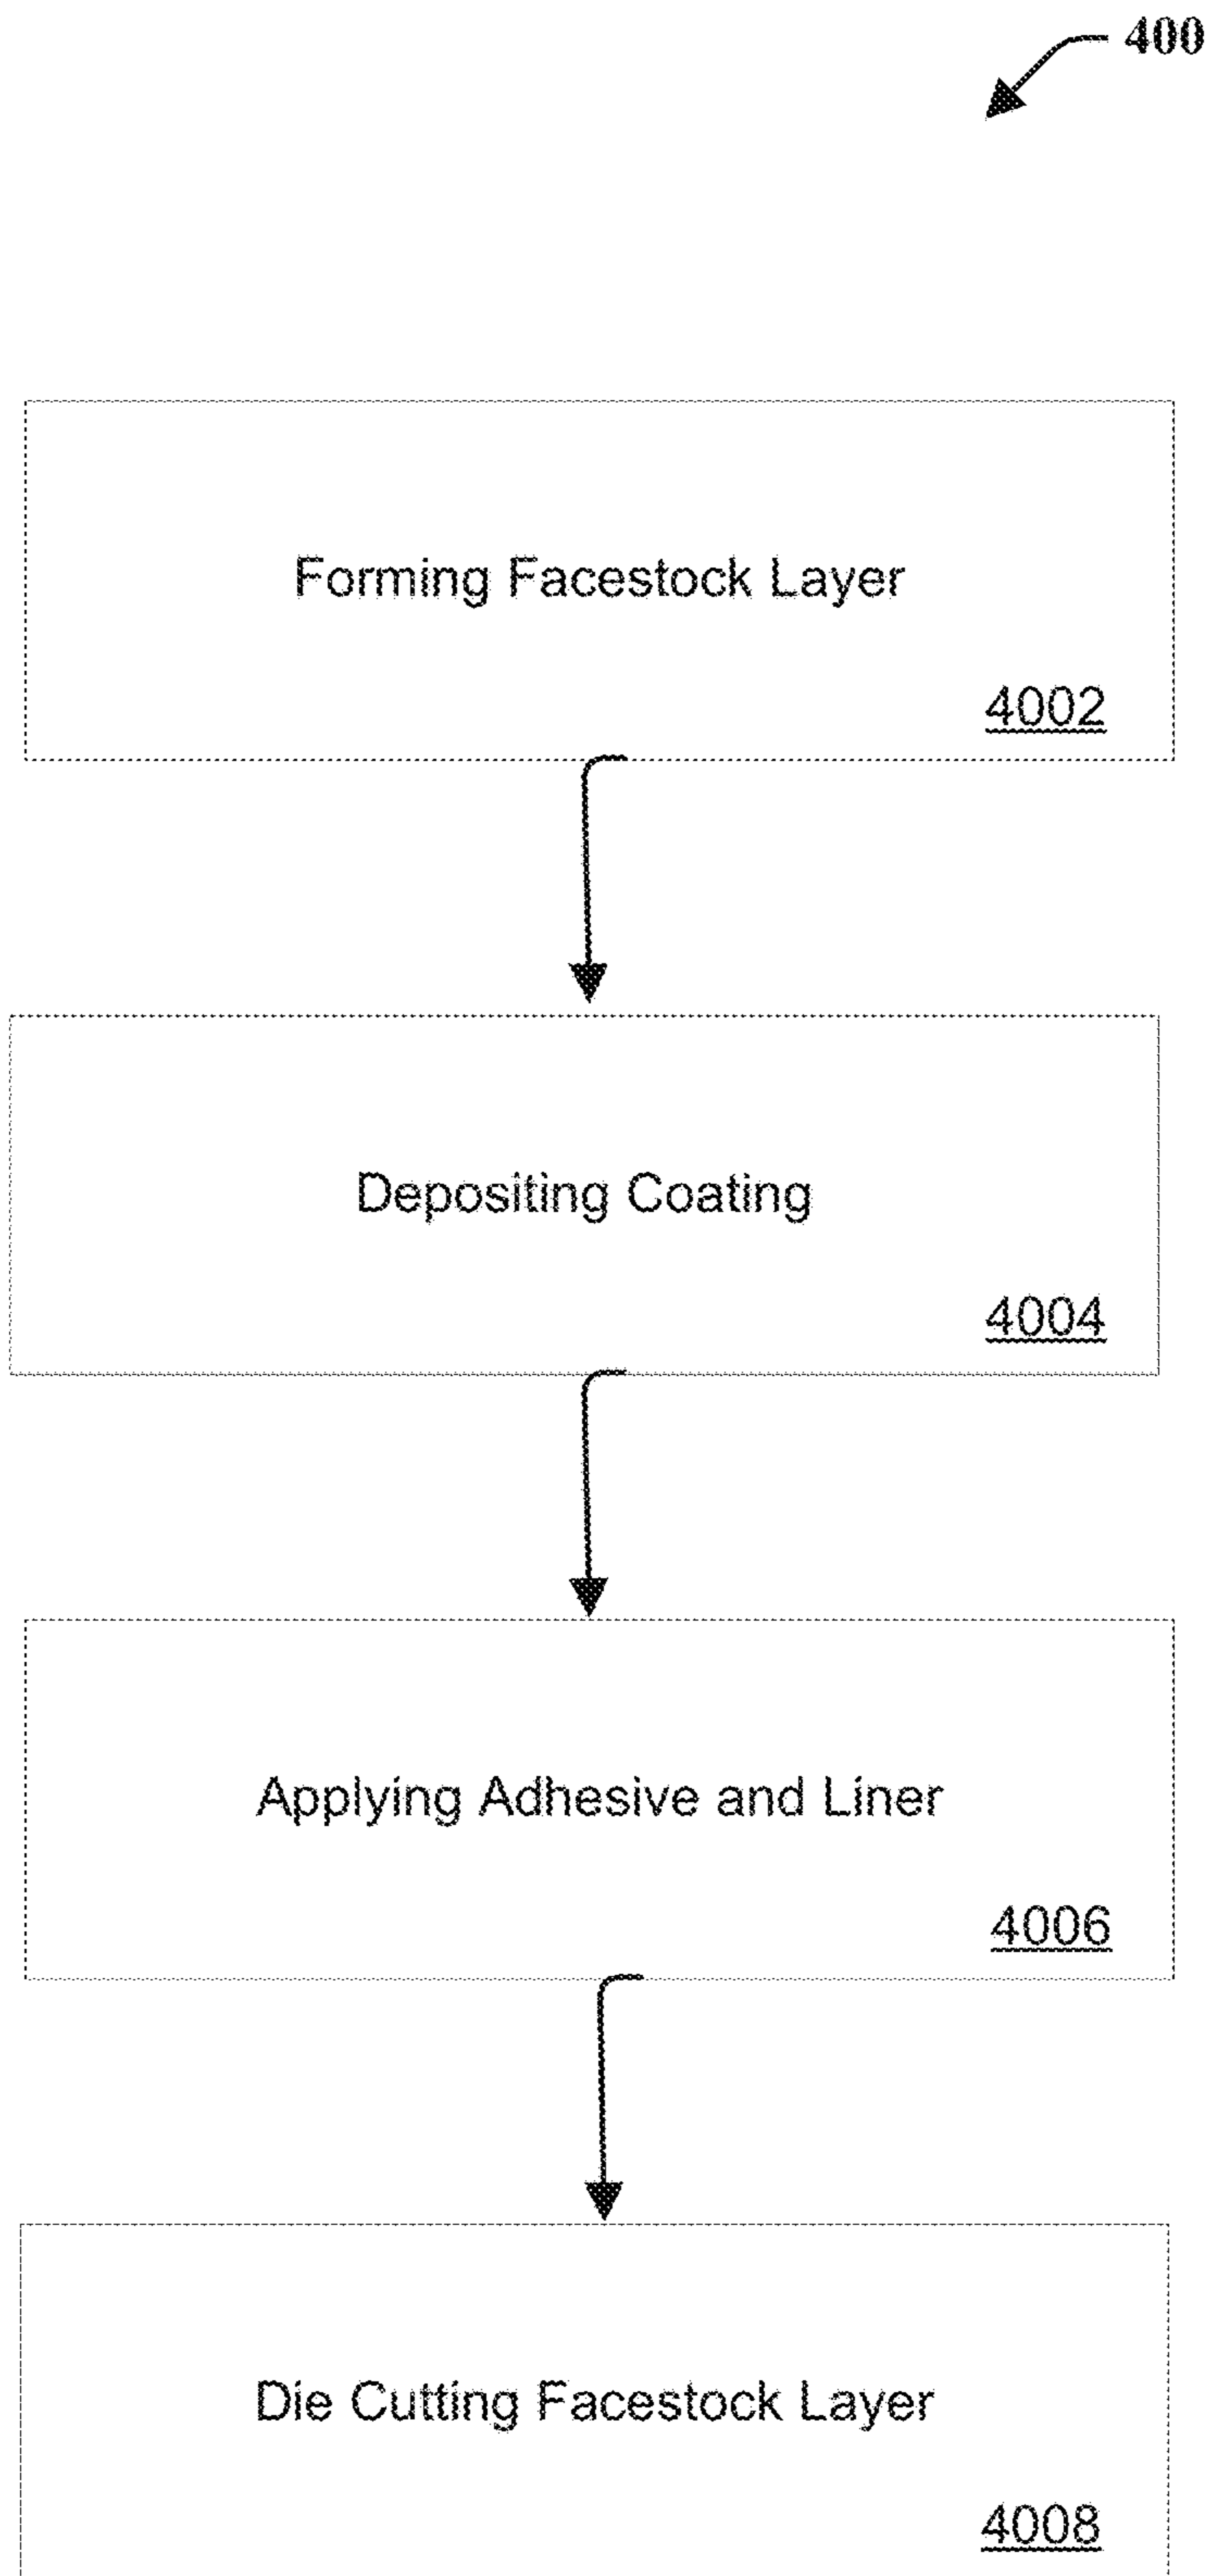 400
Forming Facestock Layer
4002
Depositing Coating
4004
Applying Adhesive and Liner
4006
Die Cutting Facestock Layer
4008